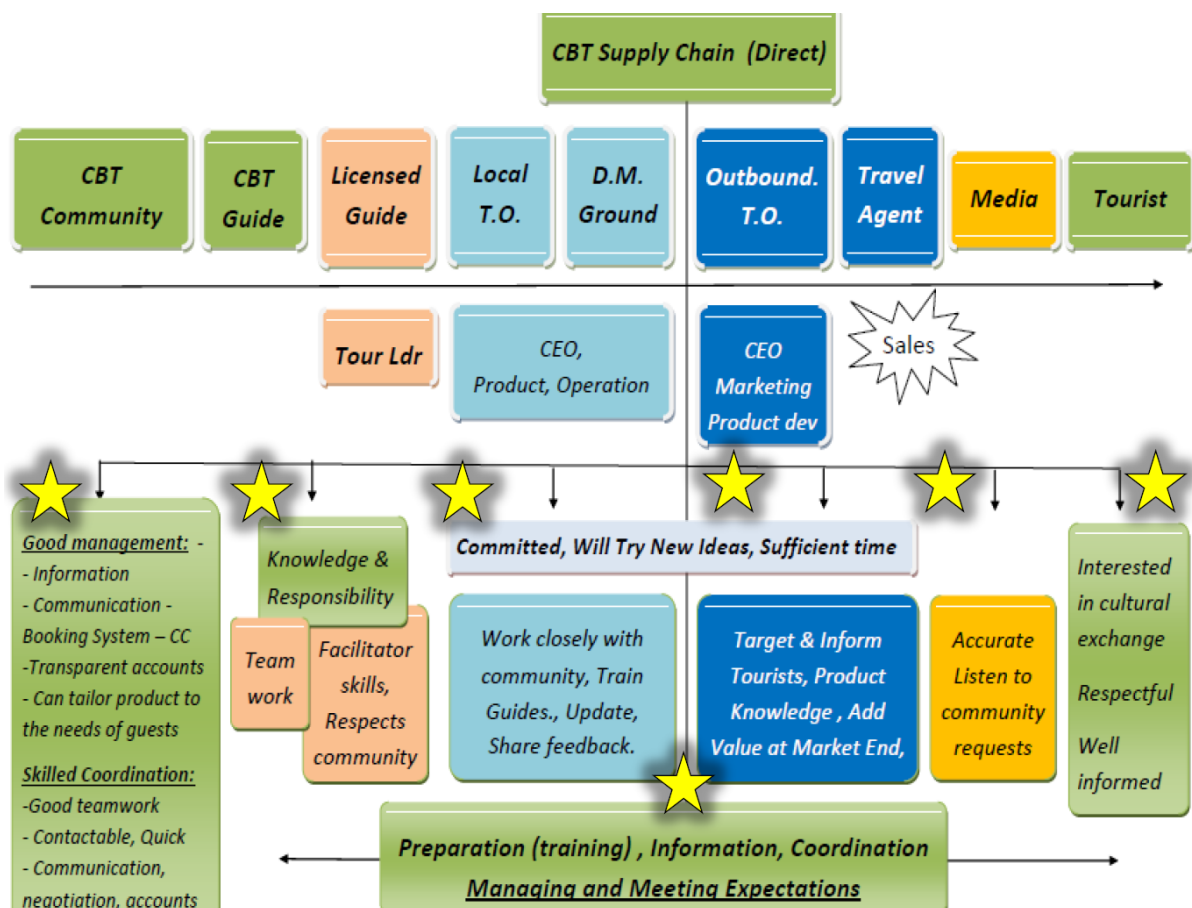 CBT Supply Chain (Direct)
CBT
Community
CBT
Guide
Licensed
Guide
Local
T.O.
D.M.
Ground
Outbound.
T.O.
Travel
Agent
Media
Tourist
Tour Ldr
CEO,
Product, Operation
CEO
Marketing
Product dev
Sales
Good management: -
- Information
- Communication -
Booking System – CC
-Transparent accounts
- Can tailor product to
the needs of guests
Skilled Coordination:
-Good teamwork
- Contactable, Quick
- Communication,
negotiation, accounts
Knowledge &
Responsibility
Team
work
Facilitator
skills,
Respects
community
Committed, Will Try New Ideas, Sufficient time
Work closely with
community, Train
Guides., Update,
Share feedback.
Target & Inform
Tourists, Product
Knowledge , Add
Value at Market End,
Accurate
Listen to
community
requests
Interested
in cultural
exchange
Respectful
Well
informed
Preparation (training) , Information, Coordination
Managing and Meeting Expectations